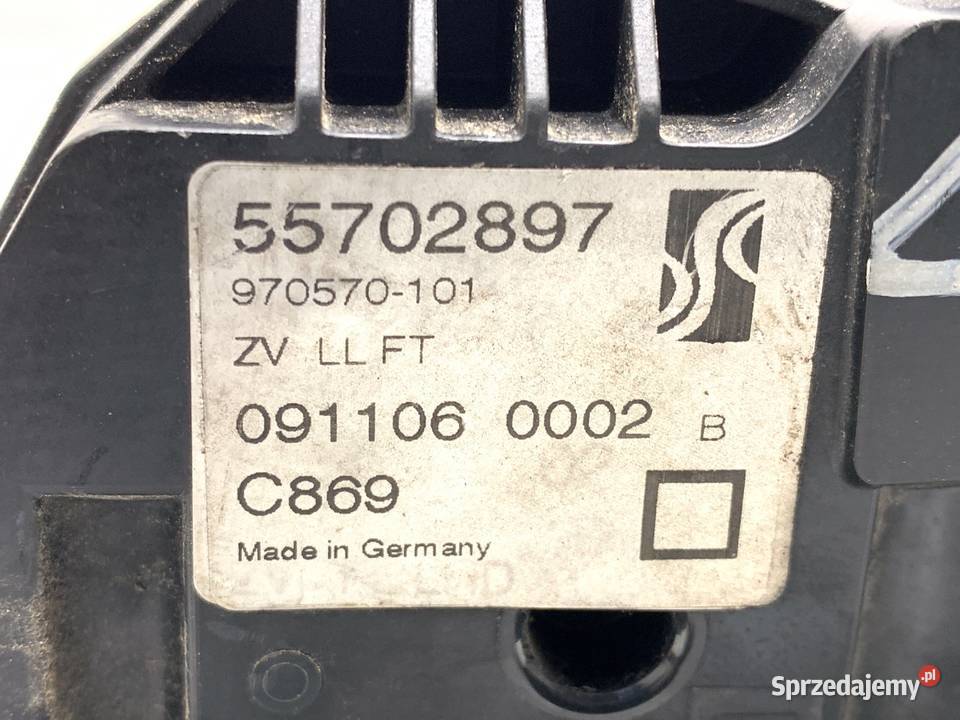 55702897
970570-101
ZV LL FT
091106 0002 B
C869
Made in Germany
Sprzedajemy.pl